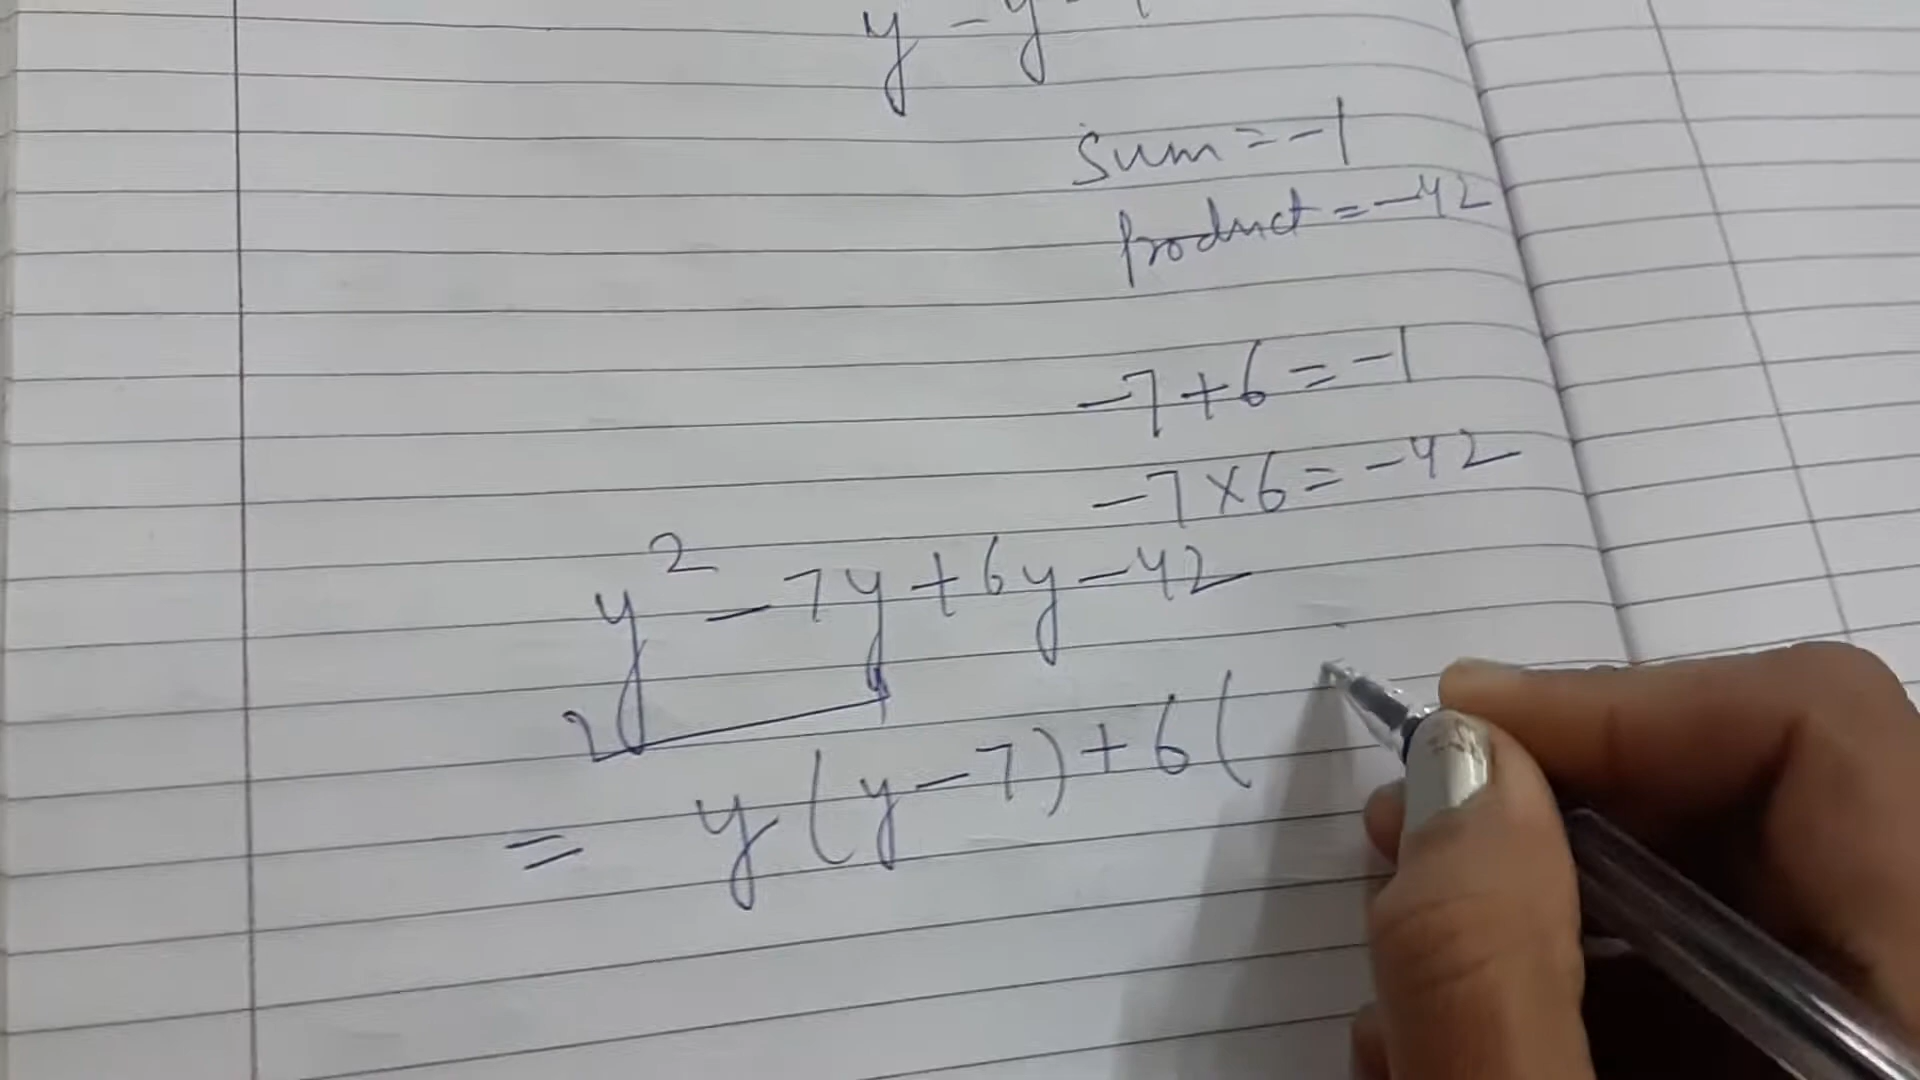 y - y -
Sum = -1
Product = -42
-7+6 = -1
-7×6 = -42
y² - 7y + 6y - 42
= y(y-7) + 6(